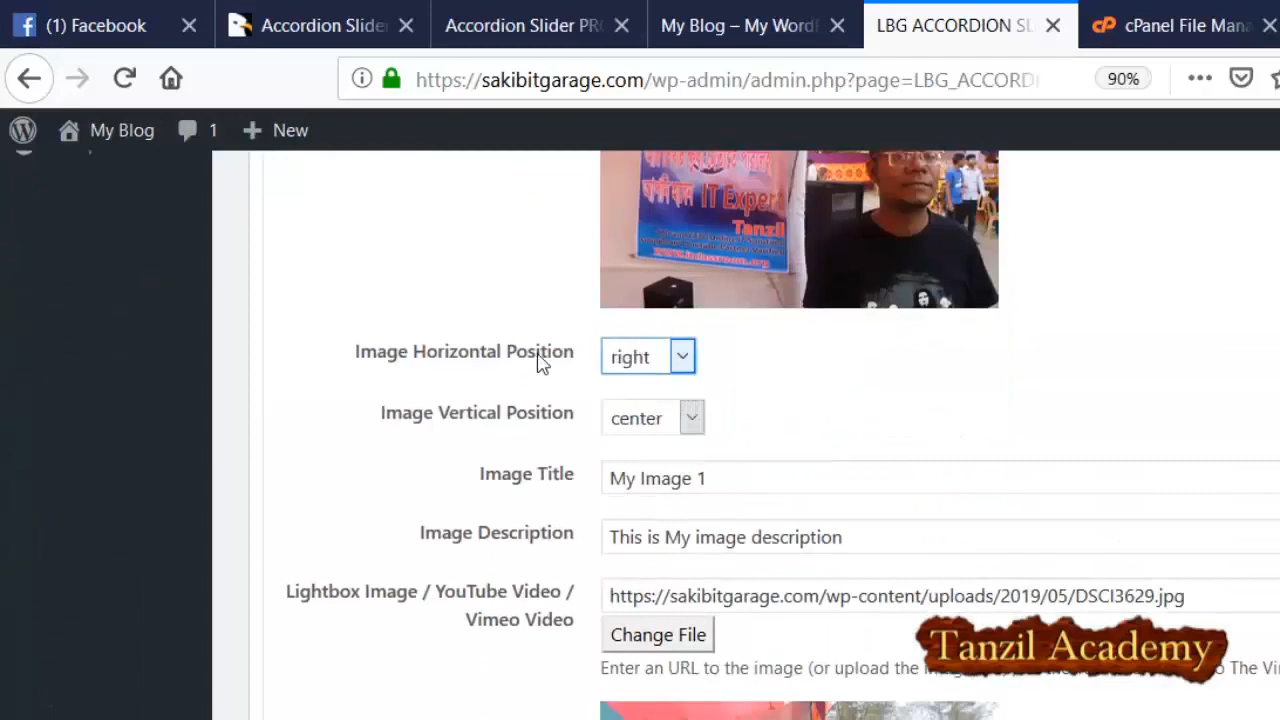 (1) Facebook
Accordion Slide
Accordion Slider PR
My Blog – My Word
LBG ACCORDION SL
cPanel File Mana
https://sakibitgarage.com/wp-admin/admin.php?page=LBG_ACCORD
90%
My Blog
1
New
IT Expert
Tanzil
Image Horizontal Position
right
Image Vertical Position
center
Image Title
My Image 1
Image Description
This is My image description
Lightbox Image / YouTube Video /
Vimeo Video
https://sakibitgarage.com/wp-content/uploads/2019/05/DSCI3629.jpg
Change File
Tanzil Academy
Enter an URL to the image (or upload the